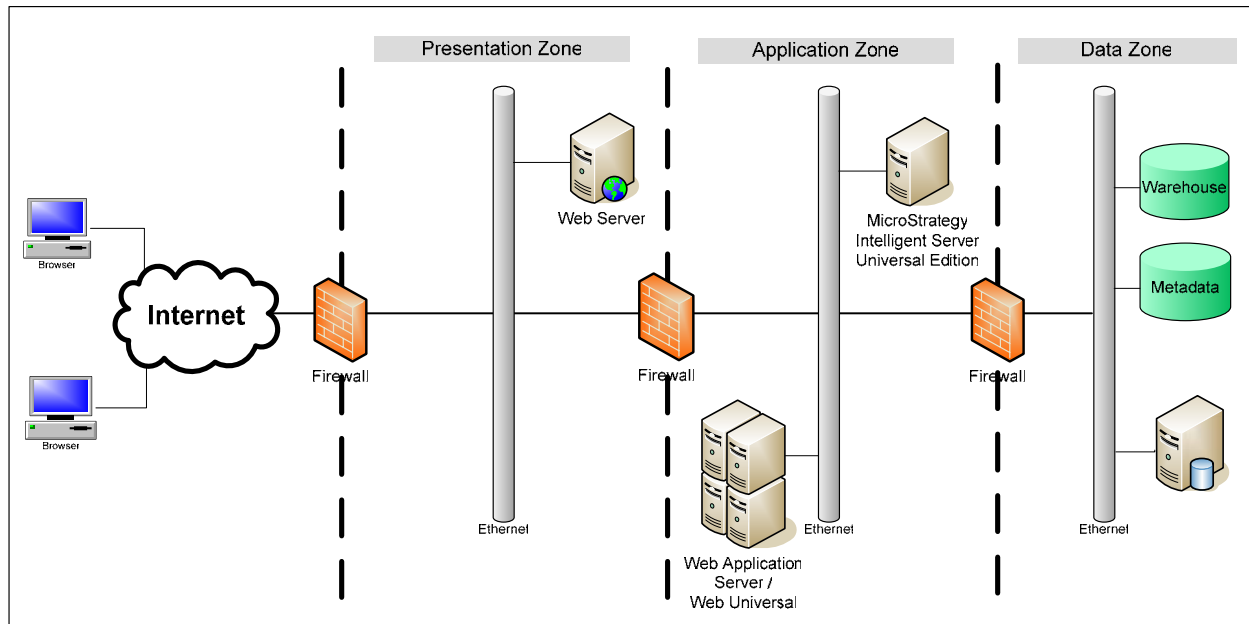 Presentation Zone
Application Zone
Data Zone
Web Server
MicroStrategy
Intelligent Server
Universal Edition
Warehouse
Metadata
Browser
Internet
Firewall
Firewall
Firewall
Browser
Ethernet
Ethernet
Ethernet
Web Application
Server /
Web Universal